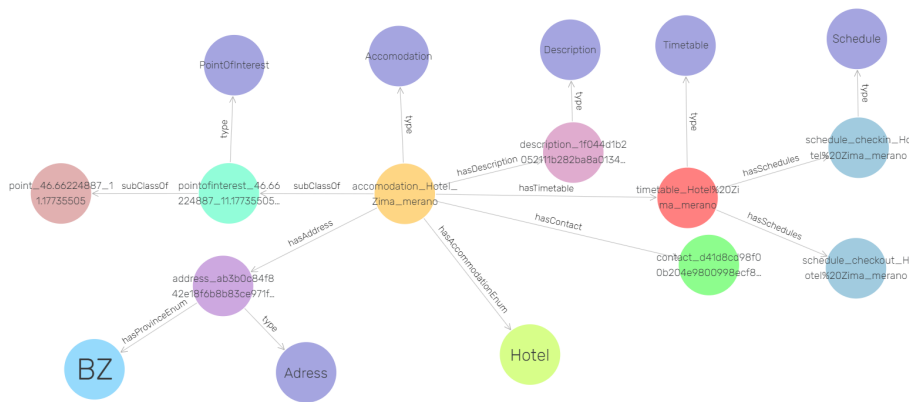 Schedule
Description
Timetable
Accomodation
PointOfInterest
type
type
type
type
type
description_1f044d1b2
052f11b282ba8a0134...
schedule_checkin_Ho
tel%20Zima_merano
hasDescription
hasSchedules
point_46.66224887_1
1.17735505
subClassOf
pointofinterest_46.66
224887_11.17735505...
subClassOf
accomodation_Hotel_
Zima_merano
hasTimetable
timetable_Hotel%20Zi
ma_merano
hasAddress
hasContact
hasSchedules
hasAccommodationEnum
contact_d41d8cd98f0
0b204e9800998ecf8...
schedule_checkout_H
otel%20Zima_merano
address_ab3b0c84f8
42e18f6b8b83ce971f...
hasProvinceEnum
type
BZ
Adress
Hotel